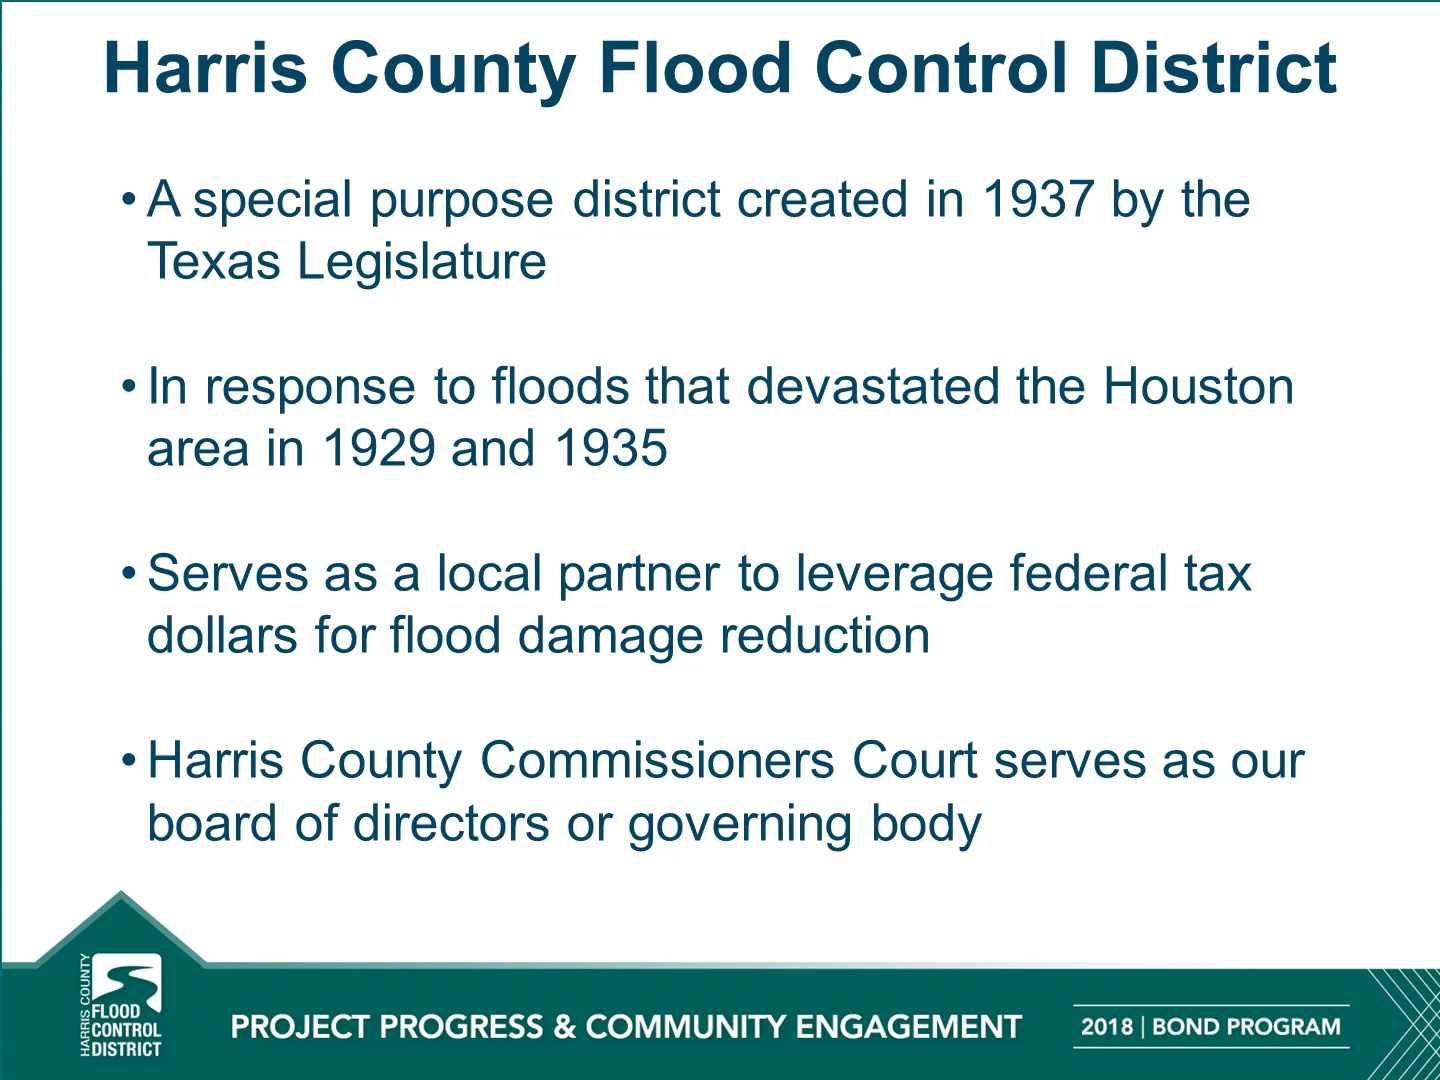 Harris County Flood Control District
• A special purpose district created in 1937 by the
Texas Legislature
• In response to floods that devastated the Houston
area in 1929 and 1935
• Serves as a local partner to leverage federal tax
dollars for flood damage reduction
• Harris County Commissioners Court serves as our
board of directors or governing body
HARRIS COUNTY
FLOOD
CONTROL
DISTRICT
PROJECT PROGRESS & COMMUNITY ENGAGEMENT
2018 | BOND PROGRAM